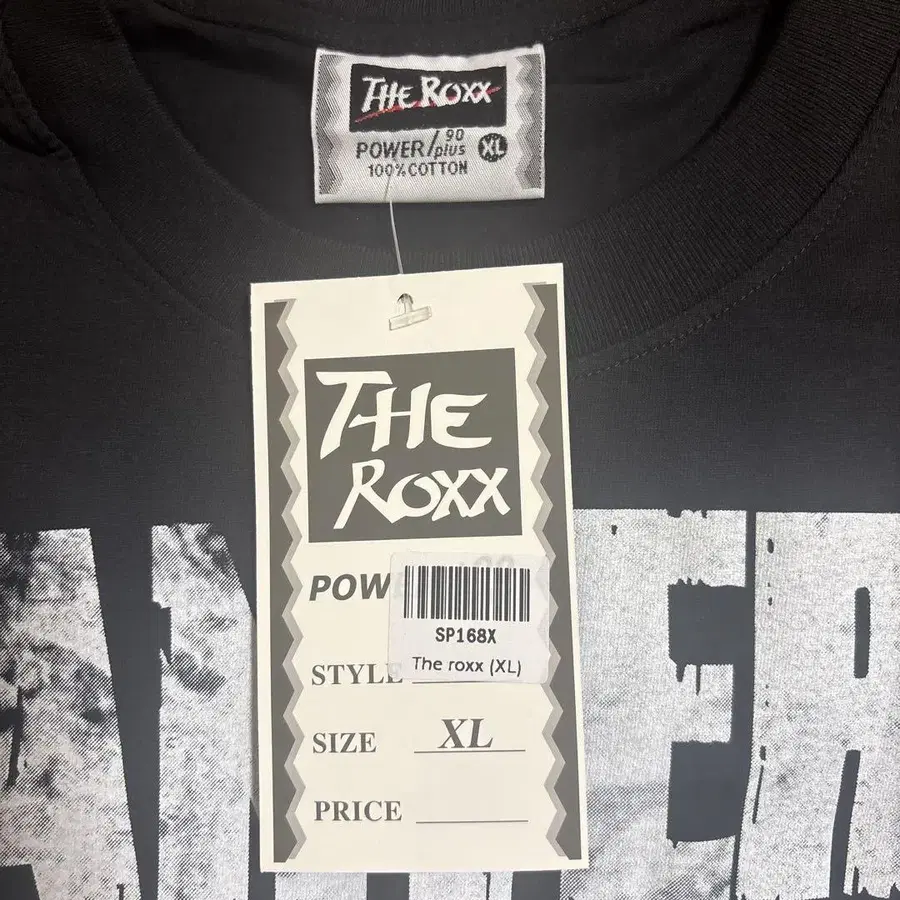 THE ROXX
POWER/90 plus XL
100% COTTON
THE
ROXX
POW
SP168X
STYLE
The roxx (XL)
SIZE XL
PRICE